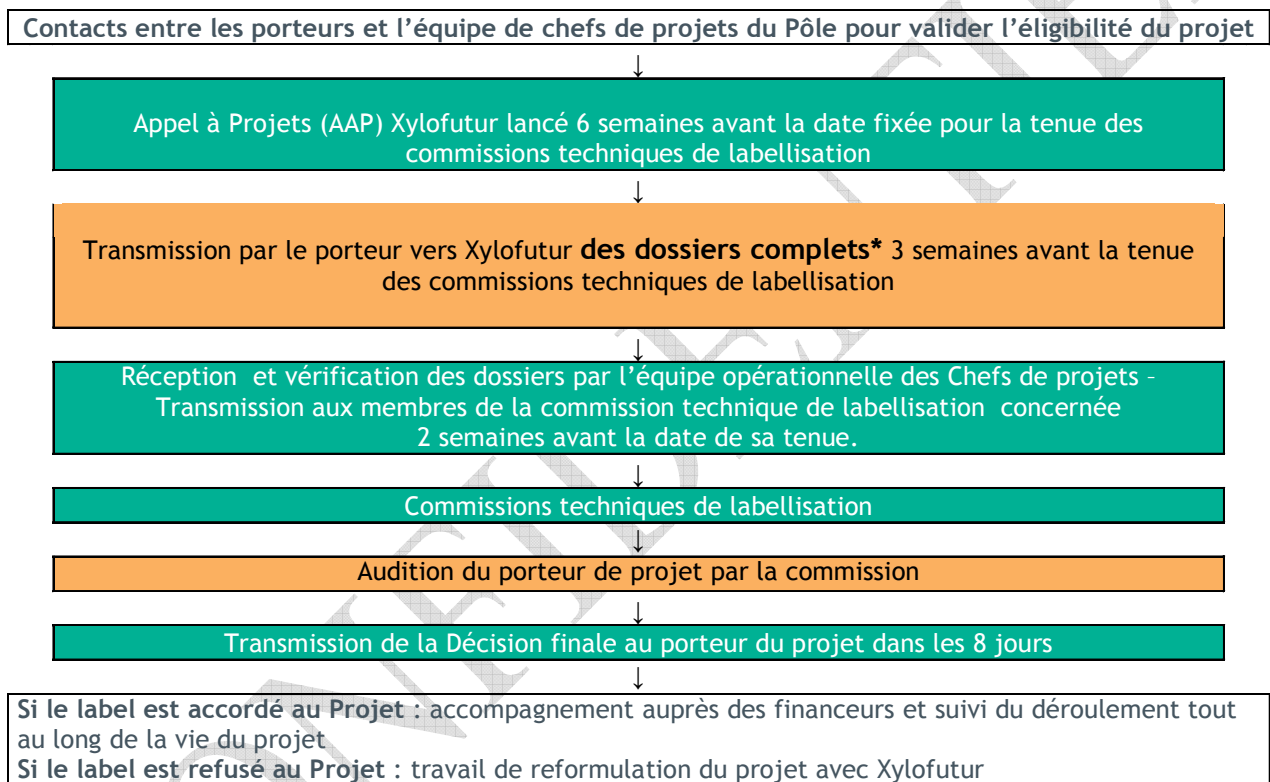 Contacts entre les porteurs et l’équipe de chefs de projets du Pôle pour valider l’éligibilité du projet
↓
Appel à Projets (AAP) Xylofutur lancé 6 semaines avant la date fixée pour la tenue des
commissions techniques de labellisation
↓
Transmission par le porteur vers Xylofutur des dossiers complets* 3 semaines avant la tenue
des commissions techniques de labellisation
↓
Réception et vérification des dossiers par l’équipe opérationnelle des Chefs de projets –
Transmission aux membres de la commission technique de labellisation concernée
2 semaines avant la date de sa tenue.
↓
Commissions techniques de labellisation
↓
Audition du porteur de projet par la commission
↓
Transmission de la Décision finale au porteur du projet dans les 8 jours
↓
Si le label est accordé au Projet : accompagnement auprès des financeurs et suivi du déroulement tout
au long de la vie du projet
Si le label est refusé au Projet : travail de reformulation du projet avec Xylofutur